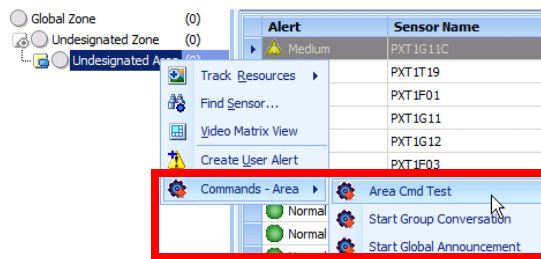 Global Zone (0)
Undesignated Zone (0)
Undesignated Area (0)
Alert Sensor Name
Medium PXT1G11C
PXT1T19
PXT1F01
PXT1G11
PXT1G12
PXT1F03
Track Resources
Find Sensor...
Video Matrix View
Create User Alert
Commands - Area
Area Cmd Test
Start Group Conversation
Start Global Announcement
Normal
Normal